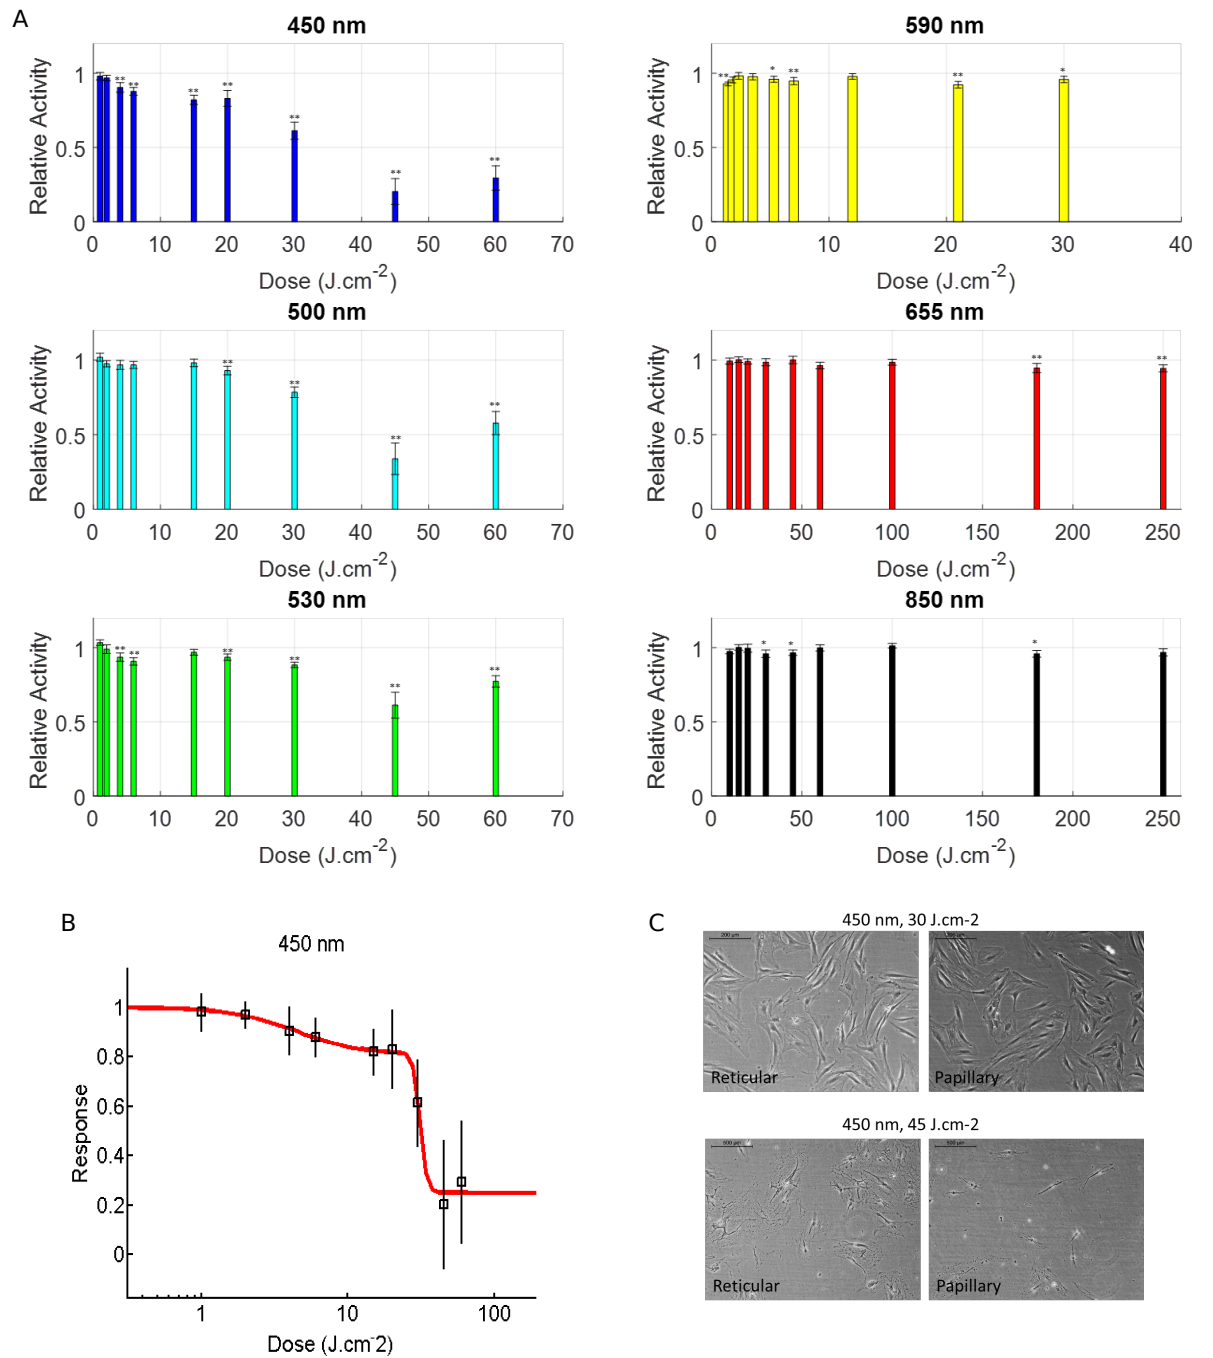 A
450 nm
Relative Activity
1
0.5
0
** ** ** ** ** ** **
0 10 20 30 40 50 60 70
Dose (J.cm-2)
590 nm
Relative Activity
1
0.5
0
** * ** ** *
0 10 20 30 40
Dose (J.cm-2)
500 nm
Relative Activity
1
0.5
0
** ** ** **
0 10 20 30 40 50 60 70
Dose (J.cm-2)
655 nm
Relative Activity
1
0.5
0
** **
0 50 100 150 200 250
Dose (J.cm-2)
530 nm
Relative Activity
1
0.5
0
** ** ** ** ** **
0 10 20 30 40 50 60 70
Dose (J.cm-2)
850 nm
Relative Activity
1
0.5
0
* * *
0 50 100 150 200 250
Dose (J.cm-2)
B
450 nm
Response
1
0.8
0.6
0.4
0.2
0
1 10 100
Dose (J.cm-2)
C
450 nm, 30 J.cm-2
200 µm
Reticular
Papillary
450 nm, 45 J.cm-2
500 µm
500 µm
Reticular
Papillary